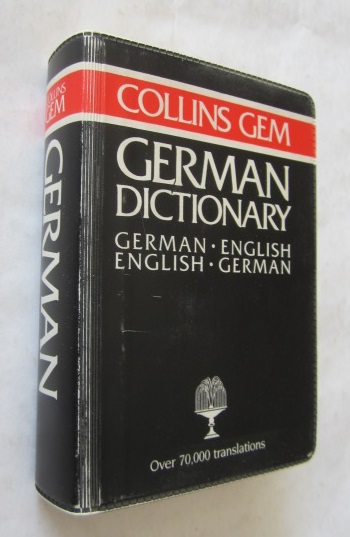 COLLINS
GEM
GERMAN
COLLINS GEM
GERMAN
DICTIONARY
GERMAN · ENGLISH
ENGLISH · GERMAN
Over 70,000 translations